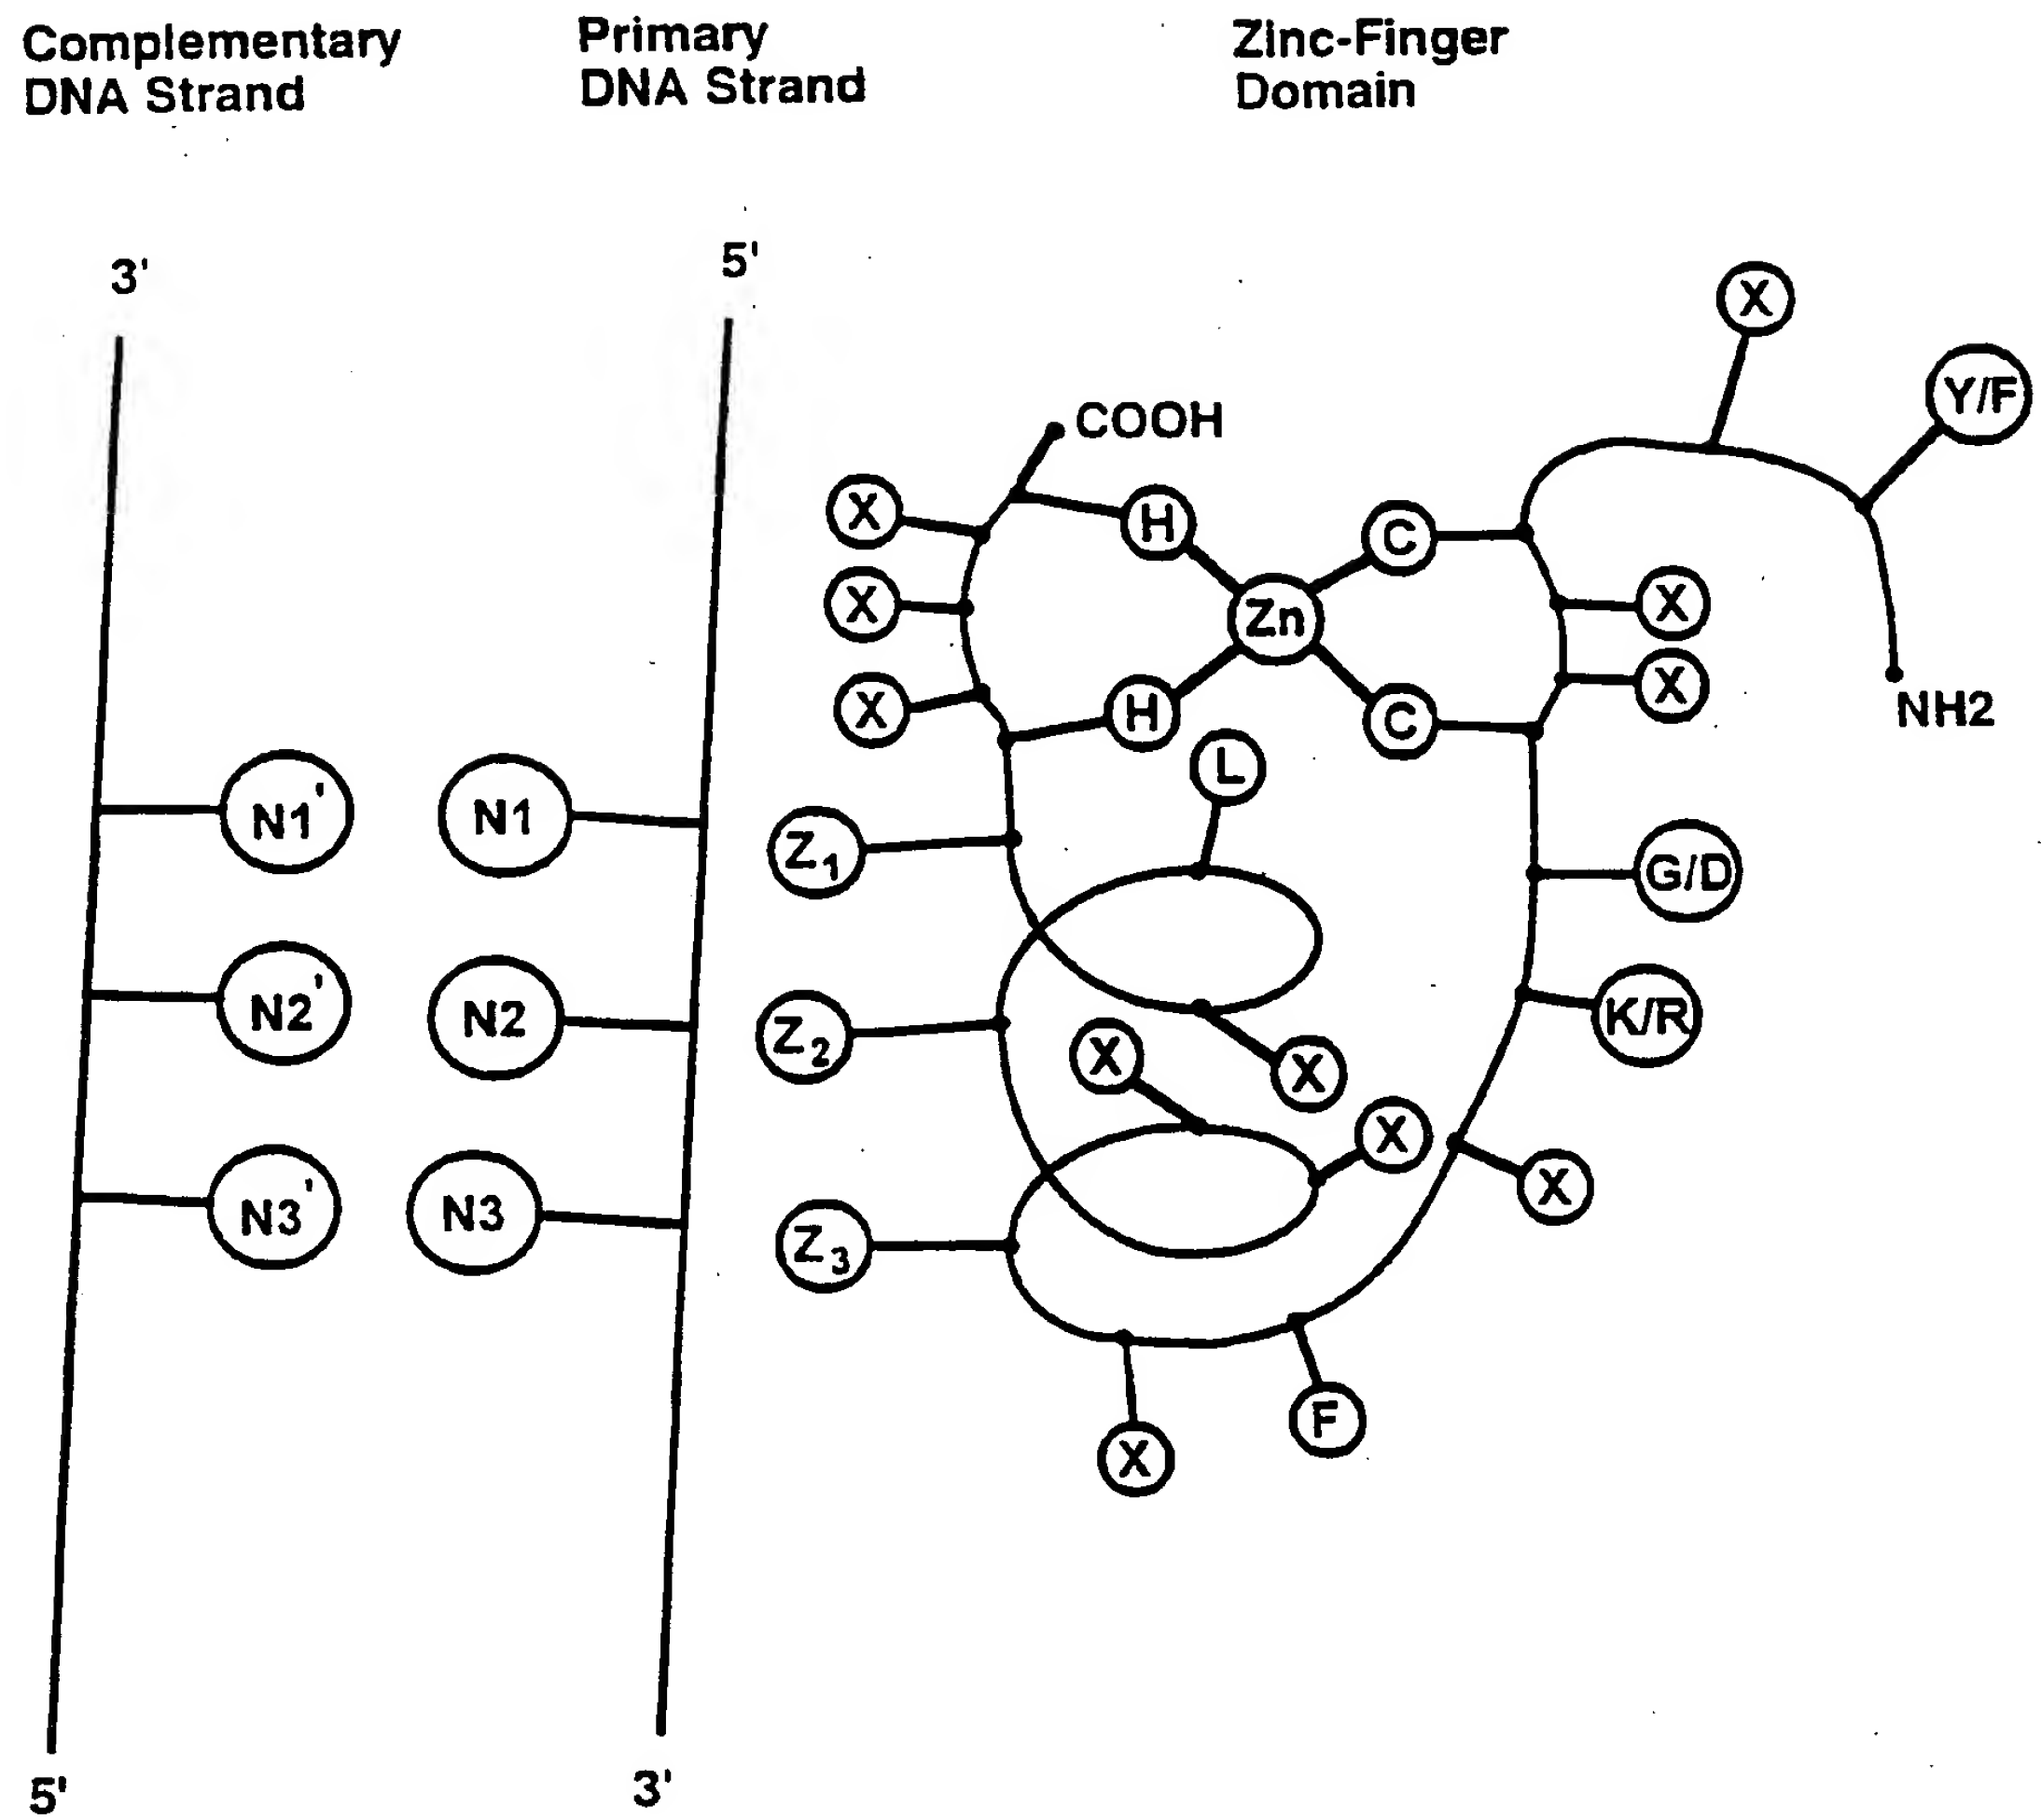 Complementary
DNA Strand
Primary
DNA Strand
Zinc-Finger
Domain
3'
5'
X
Y/F
COOH
X
H
C
X
Zn
X
X
X
H
C
NH2
L
N1'
N1
Z1
G/D
N2'
N2
Z2
X
X
K/R
X
X
N3'
N3
Z3
F
X
5'
3'